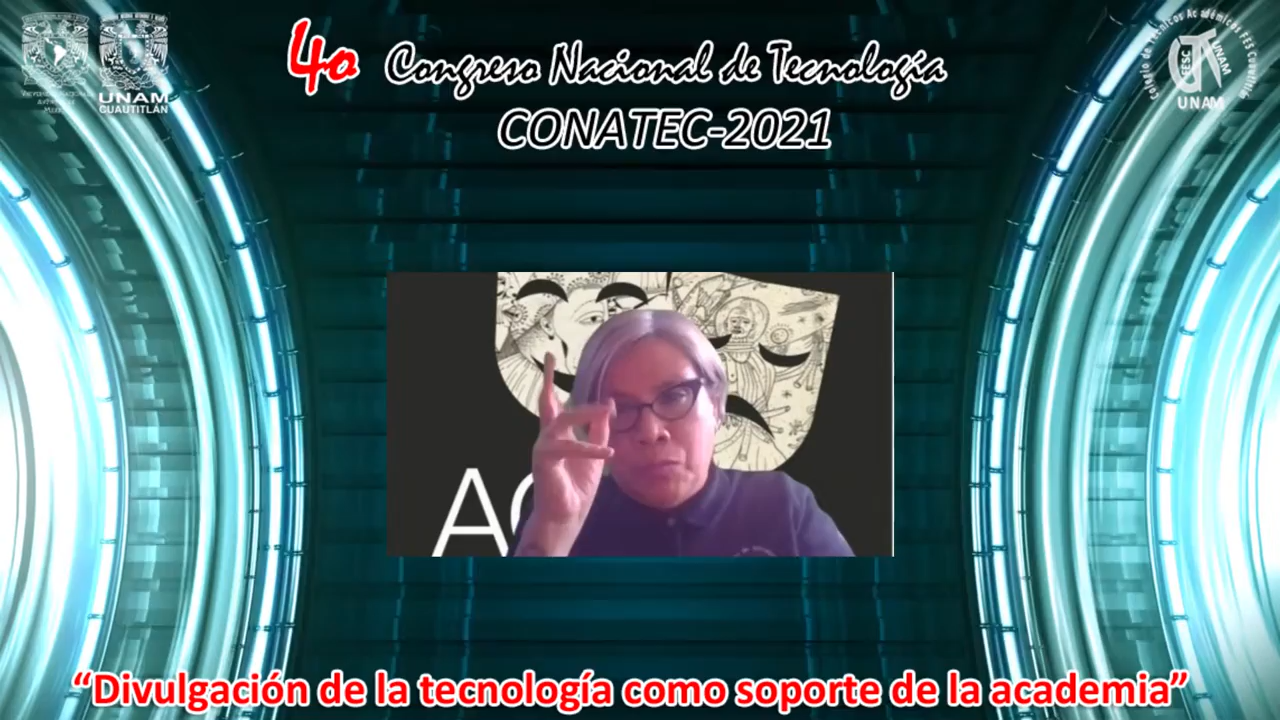 4o Congreso Nacional de Tecnología
CONATEC-2021
UNAM
CUAUTITLÁN
UNAM
A
"Divulgación de la tecnología como soporte de la academia"